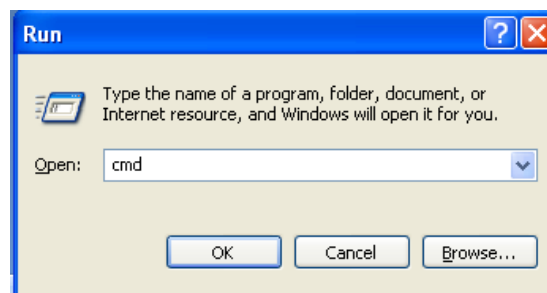 Run
Type the name of a program, folder, document, or
Internet resource, and Windows will open it for you.
Open: cmd
OK Cancel Browse...